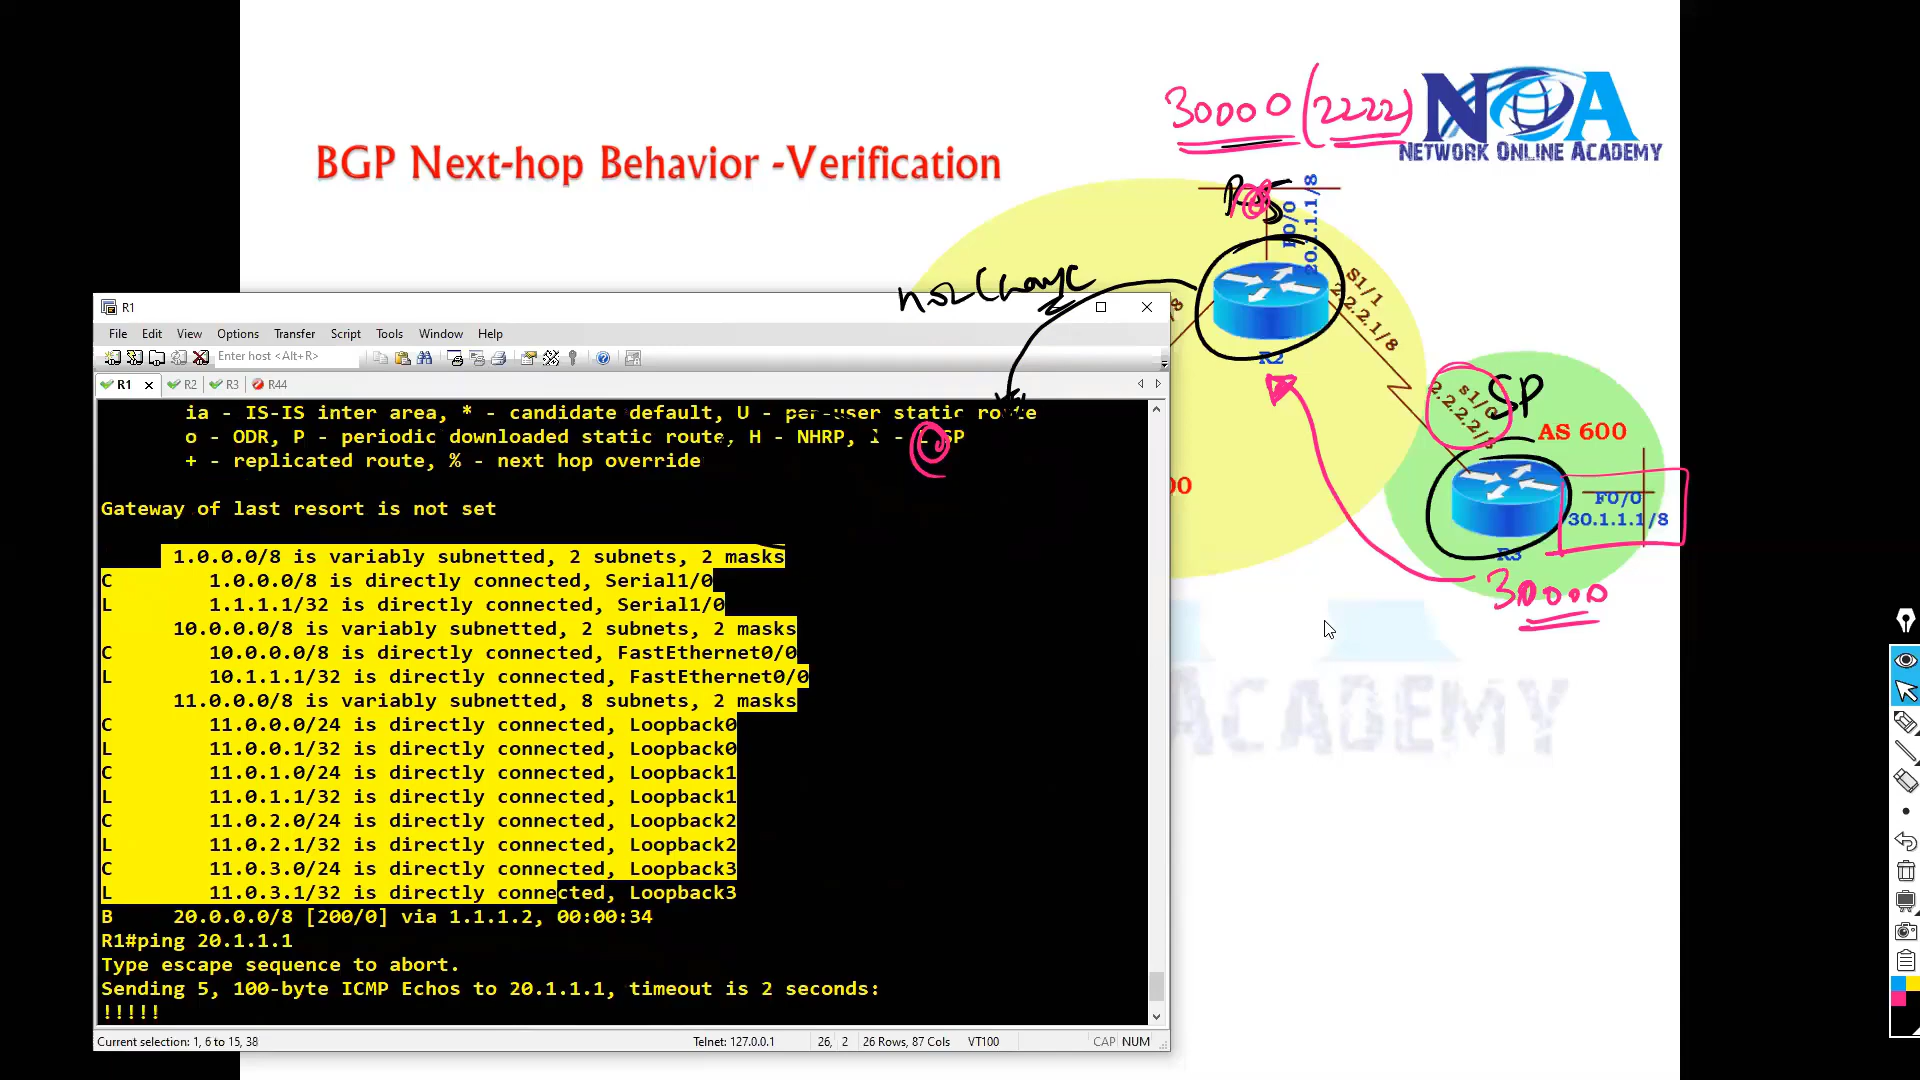 30000 (2222)
NETWORK ONLINE ACADEMY
BGP Next-hop Behavior -Verification
F0/0
20.1.1.1/8
S1/1
2.2.2.1/8
R2
not Change
s1/0
2.2.2.2/8
SP
AS 600
F0/0
30.1.1.1/8
R3
30000
00
ACADEMY
R1
File Edit View Options Transfer Script Tools Window Help
Enter host <Alt+R>
R1 R2 R3 R44
ia - IS-IS inter area, * - candidate default, U - per-user static route
o - ODR, P - periodic downloaded static route, H - NHRP, l - LISP
+ - replicated route, % - next hop override
Gateway of last resort is not set
1.0.0.0/8 is variably subnetted, 2 subnets, 2 masks
C 1.0.0.0/8 is directly connected, Serial1/0
L 1.1.1.1/32 is directly connected, Serial1/0
10.0.0.0/8 is variably subnetted, 2 subnets, 2 masks
C 10.0.0.0/8 is directly connected, FastEthernet0/0
L 10.1.1.1/32 is directly connected, FastEthernet0/0
11.0.0.0/8 is variably subnetted, 8 subnets, 2 masks
C 11.0.0.0/24 is directly connected, Loopback0
L 11.0.0.1/32 is directly connected, Loopback0
C 11.0.1.0/24 is directly connected, Loopback1
L 11.0.1.1/32 is directly connected, Loopback1
C 11.0.2.0/24 is directly connected, Loopback2
L 11.0.2.1/32 is directly connected, Loopback2
C 11.0.3.0/24 is directly connected, Loopback3
L 11.0.3.1/32 is directly connected, Loopback3
B 20.0.0.0/8 [200/0] via 1.1.1.2, 00:00:34
R1#ping 20.1.1.1
Type escape sequence to abort.
Sending 5, 100-byte ICMP Echos to 20.1.1.1, timeout is 2 seconds:
!!!!!
Current selection: 1, 6 to 15, 38 Telnet: 127.0.0.1 26, 2 26 Rows, 87 Cols VT100 CAP NUM